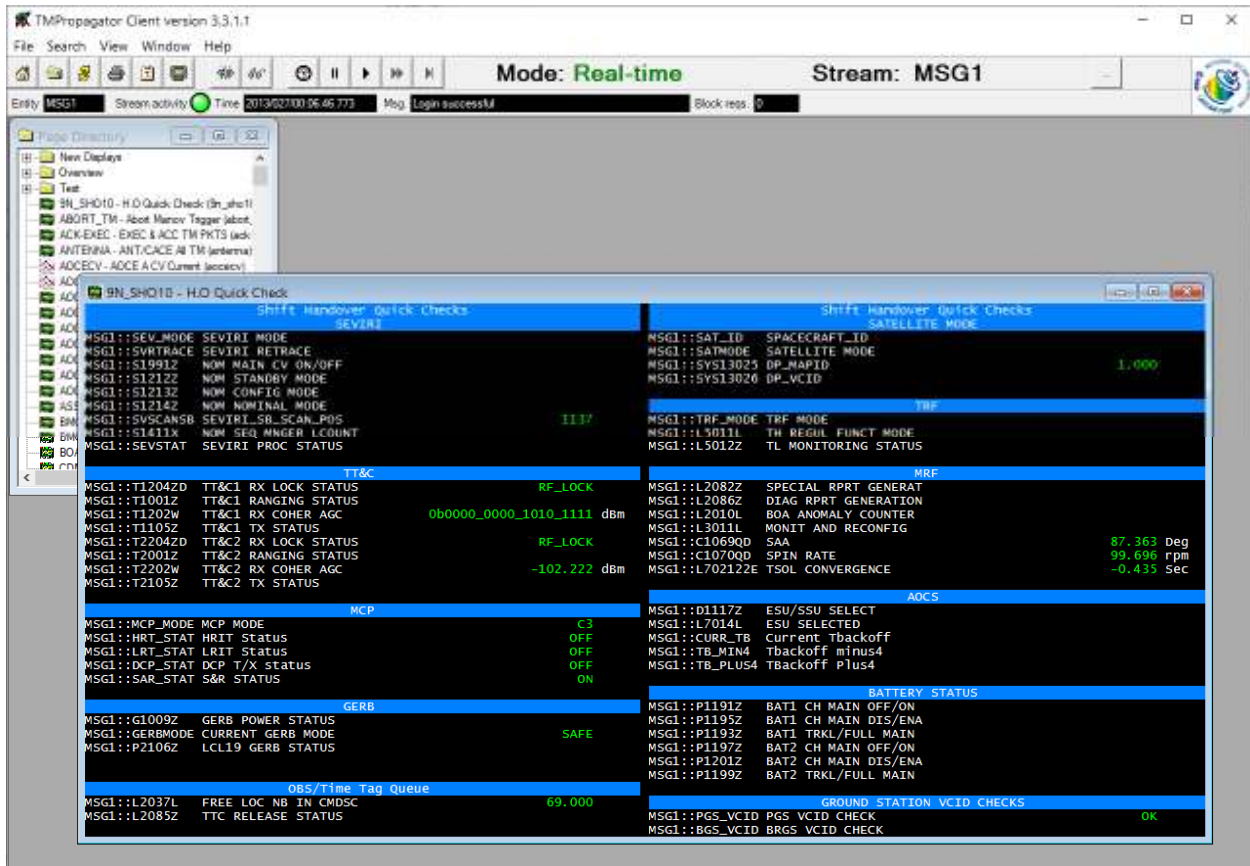 TMPropagator Client version 3.3.1.1
File Search View Window Help
Mode: Real-time Stream: MSG1
Entity MSG1 Stream activity Time 2013/027/00:06:46.773 Msg. Login successful Block reqs. 0
Page Directory
New Displays
Overview
Test
9N_SHO10 - H.O Quick Check (9n_sho10
ABORT_TM - Abort Manov Tagger (abort_
ACK-EXEC - EXEC & ACC TM PKTS (ack
ANTENNA - ANT/CACE All TM (antenna)
AOCECV - AOCE A CV Current (aocecv)
9N_SHO10 - H.O Quick Check
Shift Handover Quick Checks
SEVIRI
MSG1::SEV_MODE SEVIRI MODE
MSG1::SVRTRACE SEVIRI RETRACE
MSG1::S1991Z NOM MAIN CV ON/OFF
MSG1::S1212Z NOM STANDBY MODE
MSG1::S1213Z NOM CONFIG MODE
MSG1::S1214Z NOM NOMINAL MODE
MSG1::SVSCANSB SEVIRI_SB_SCAN_POS 1137
MSG1::S1411X NOM SEQ MNGER LCOUNT
MSG1::SEVSTAT SEVIRI PROC STATUS
TT&C
MSG1::T1204ZD TT&C1 RX LOCK STATUS RF_LOCK
MSG1::T1001Z TT&C1 RANGING STATUS
MSG1::T1202W TT&C1 RX COHER AGC 0b0000_0000_1010_1111 dBm
MSG1::T1105Z TT&C1 TX STATUS
MSG1::T2204ZD TT&C2 RX LOCK STATUS RF_LOCK
MSG1::T2001Z TT&C2 RANGING STATUS
MSG1::T2202W TT&C2 RX COHER AGC -102.222 dBm
MSG1::T2105Z TT&C2 TX STATUS
MCP
MSG1::MCP_MODE MCP MODE C3
MSG1::HRT_STAT HRIT Status OFF
MSG1::LRT_STAT LRIT Status OFF
MSG1::DCP_STAT DCP T/X status OFF
MSG1::SAR_STAT S&R STATUS ON
GERB
MSG1::G1009Z GERB POWER STATUS
MSG1::GERBMODE CURRENT GERB MODE SAFE
MSG1::P2106Z LCL19 GERB STATUS
OBS/Time Tag Queue
MSG1::L2037L FREE LOC NB IN CMDSC 69.000
MSG1::L2085Z TTC RELEASE STATUS
Shift Handover Quick Checks
SATELLITE MODE
MSG1::SAT_ID SPACECRAFT_ID
MSG1::SATMODE SATELLITE MODE
MSG1::SYS13025 DP_MAPID 1.000
MSG1::SYS13026 DP_VCID
TRF
MSG1::TRF_MODE TRF MODE
MSG1::L5011L TH REGUL FUNCT MODE
MSG1::L5012Z TL MONITORING STATUS
MRF
MSG1::L2082Z SPECIAL RPRT GENERAT
MSG1::L2086Z DIAG RPRT GENERATION
MSG1::L2010L BOA ANOMALY COUNTER
MSG1::L3011L MONIT AND RECONFIG
MSG1::C1069QD SAA 87.363 Deg
MSG1::C1070QD SPIN RATE 99.696 rpm
MSG1::L702122E TSOL CONVERGENCE -0.435 Sec
AOCS
MSG1::D1117Z ESU/SSU SELECT
MSG1::L7014L ESU SELECTED
MSG1::CURR_TB Current Tbackoff
MSG1::TB_MIN4 Tbackoff minus4
MSG1::TB_PLUS4 TBackoff Plus4
BATTERY STATUS
MSG1::P1191Z BAT1 CH MAIN OFF/ON
MSG1::P1195Z BAT1 CH MAIN DIS/ENA
MSG1::P1193Z BAT1 TRKL/FULL MAIN
MSG1::P1197Z BAT2 CH MAIN OFF/ON
MSG1::P1201Z BAT2 CH MAIN DIS/ENA
MSG1::P1199Z BAT2 TRKL/FULL MAIN
GROUND STATION VCID CHECKS
MSG1::PGS_VCID PGS VCID CHECK OK
MSG1::BGS_VCID BRGS VCID CHECK